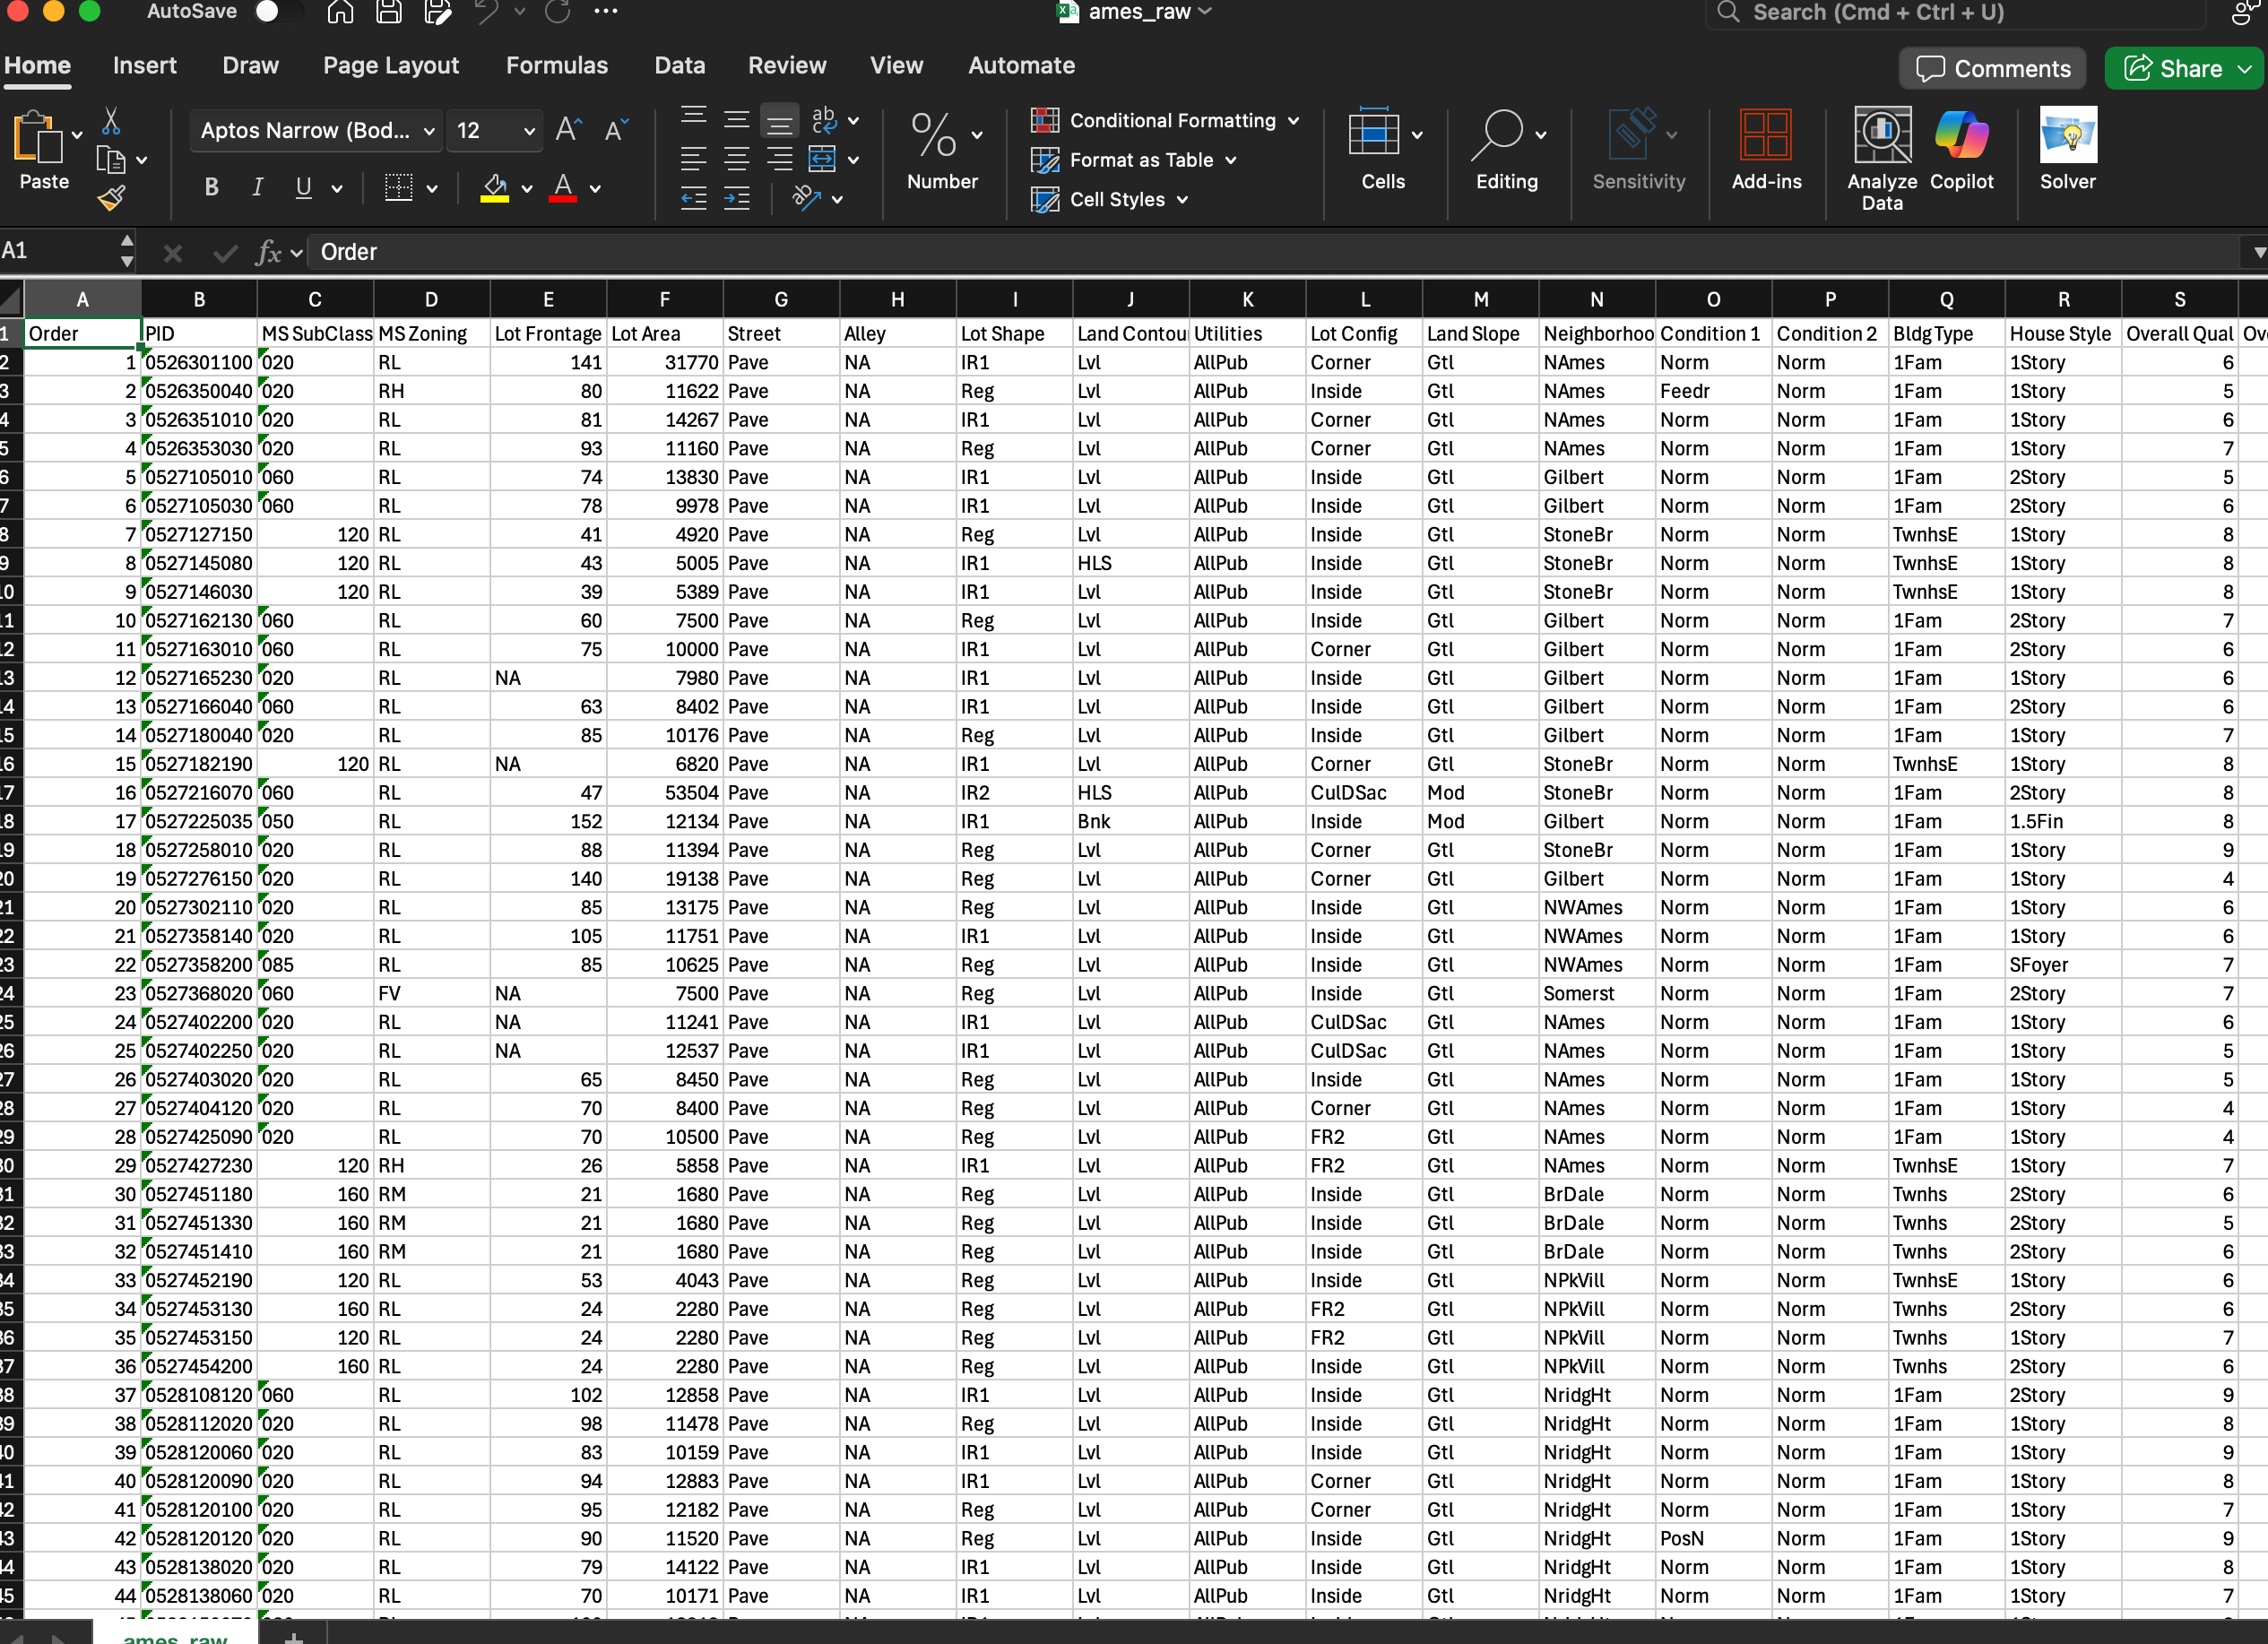 AutoSave ames_raw Search (Cmd + Ctrl + U)
Home Insert Draw Page Layout Formulas Data Review View Automate Comments Share
Paste Aptos Narrow (Bod... 12 A A ab Number Conditional Formatting Format as Table Cell Styles Cells Editing Sensitivity Add-ins Analyze Data Copilot Solver
B I U A
A1 fx Order
A B C D E F G H I J K L M N O P Q R S
1 Order PID MS SubClass MS Zoning Lot Frontage Lot Area Street Alley Lot Shape Land Contour Utilities Lot Config Land Slope Neighborhoo Condition 1 Condition 2 Bldg Type House Style Overall Qual Ov
2 1 0526301100 020 RL 141 31770 Pave NA IR1 Lvl AllPub Corner Gtl NAmes Norm Norm 1Fam 1Story 6
3 2 0526350040 020 RH 80 11622 Pave NA Reg Lvl AllPub Inside Gtl NAmes Feedr Norm 1Fam 1Story 5
4 3 0526351010 020 RL 81 14267 Pave NA IR1 Lvl AllPub Corner Gtl NAmes Norm Norm 1Fam 1Story 6
5 4 0526353030 020 RL 93 11160 Pave NA Reg Lvl AllPub Corner Gtl NAmes Norm Norm 1Fam 1Story 7
6 5 0527105010 060 RL 74 13830 Pave NA IR1 Lvl AllPub Inside Gtl Gilbert Norm Norm 1Fam 2Story 5
7 6 0527105030 060 RL 78 9978 Pave NA IR1 Lvl AllPub Inside Gtl Gilbert Norm Norm 1Fam 2Story 6
8 7 0527127150 120 RL 41 4920 Pave NA Reg Lvl AllPub Inside Gtl StoneBr Norm Norm TwnhsE 1Story 8
9 8 0527145080 120 RL 43 5005 Pave NA IR1 HLS AllPub Inside Gtl StoneBr Norm Norm TwnhsE 1Story 8
0 9 0527146030 120 RL 39 5389 Pave NA IR1 Lvl AllPub Inside Gtl StoneBr Norm Norm TwnhsE 1Story 8
1 10 0527162130 060 RL 60 7500 Pave NA Reg Lvl AllPub Inside Gtl Gilbert Norm Norm 1Fam 2Story 7
2 11 0527163010 060 RL 75 10000 Pave NA IR1 Lvl AllPub Corner Gtl Gilbert Norm Norm 1Fam 2Story 6
3 12 0527165230 020 RL NA 7980 Pave NA IR1 Lvl AllPub Inside Gtl Gilbert Norm Norm 1Fam 1Story 6
4 13 0527166040 060 RL 63 8402 Pave NA IR1 Lvl AllPub Inside Gtl Gilbert Norm Norm 1Fam 2Story 6
5 14 0527180040 020 RL 85 10176 Pave NA Reg Lvl AllPub Inside Gtl Gilbert Norm Norm 1Fam 1Story 7
6 15 0527182190 120 RL NA 6820 Pave NA IR1 Lvl AllPub Corner Gtl StoneBr Norm Norm TwnhsE 1Story 8
7 16 0527216070 060 RL 47 53504 Pave NA IR2 HLS AllPub CulDSac Mod StoneBr Norm Norm 1Fam 2Story 8
8 17 0527225035 050 RL 152 12134 Pave NA IR1 Bnk AllPub Inside Mod Gilbert Norm Norm 1Fam 1.5Fin 8
9 18 0527258010 020 RL 88 11394 Pave NA Reg Lvl AllPub Corner Gtl StoneBr Norm Norm 1Fam 1Story 9
20 19 0527276150 020 RL 140 19138 Pave NA Reg Lvl AllPub Corner Gtl Gilbert Norm Norm 1Fam 1Story 4
21 20 0527302110 020 RL 85 13175 Pave NA Reg Lvl AllPub Inside Gtl NWAmes Norm Norm 1Fam 1Story 6
22 21 0527358140 020 RL 105 11751 Pave NA IR1 Lvl AllPub Inside Gtl NWAmes Norm Norm 1Fam 1Story 6
23 22 0527358200 085 RL 85 10625 Pave NA Reg Lvl AllPub Inside Gtl NWAmes Norm Norm 1Fam SFoyer 7
24 23 0527368020 060 FV NA 7500 Pave NA Reg Lvl AllPub Inside Gtl Somerst Norm Norm 1Fam 2Story 7
25 24 0527402200 020 RL NA 11241 Pave NA IR1 Lvl AllPub CulDSac Gtl NAmes Norm Norm 1Fam 1Story 6
26 25 0527402250 020 RL NA 12537 Pave NA IR1 Lvl AllPub CulDSac Gtl NAmes Norm Norm 1Fam 1Story 5
27 26 0527403020 020 RL 65 8450 Pave NA Reg Lvl AllPub Inside Gtl NAmes Norm Norm 1Fam 1Story 5
28 27 0527404120 020 RL 70 8400 Pave NA Reg Lvl AllPub Corner Gtl NAmes Norm Norm 1Fam 1Story 4
29 28 0527425090 020 RL 70 10500 Pave NA Reg Lvl AllPub FR2 Gtl NAmes Norm Norm 1Fam 1Story 4
30 29 0527427230 120 RH 26 5858 Pave NA IR1 Lvl AllPub FR2 Gtl NAmes Norm Norm TwnhsE 1Story 7
31 30 0527451180 160 RM 21 1680 Pave NA Reg Lvl AllPub Inside Gtl BrDale Norm Norm Twnhs 2Story 6
32 31 0527451330 160 RM 21 1680 Pave NA Reg Lvl AllPub Inside Gtl BrDale Norm Norm Twnhs 2Story 5
33 32 0527451410 160 RM 21 1680 Pave NA Reg Lvl AllPub Inside Gtl BrDale Norm Norm Twnhs 2Story 6
34 33 0527452190 120 RL 53 4043 Pave NA Reg Lvl AllPub Inside Gtl NPkVill Norm Norm TwnhsE 1Story 6
35 34 0527453130 160 RL 24 2280 Pave NA Reg Lvl AllPub FR2 Gtl NPkVill Norm Norm Twnhs 2Story 6
36 35 0527453150 120 RL 24 2280 Pave NA Reg Lvl AllPub FR2 Gtl NPkVill Norm Norm Twnhs 1Story 7
37 36 0527454200 160 RL 24 2280 Pave NA Reg Lvl AllPub Inside Gtl NPkVill Norm Norm Twnhs 2Story 6
38 37 0528108120 060 RL 102 12858 Pave NA IR1 Lvl AllPub Inside Gtl NridgHt Norm Norm 1Fam 2Story 9
39 38 0528112020 020 RL 98 11478 Pave NA Reg Lvl AllPub Inside Gtl NridgHt Norm Norm 1Fam 1Story 8
40 39 0528120060 020 RL 83 10159 Pave NA IR1 Lvl AllPub Inside Gtl NridgHt Norm Norm 1Fam 1Story 9
41 40 0528120090 020 RL 94 12883 Pave NA IR1 Lvl AllPub Corner Gtl NridgHt Norm Norm 1Fam 1Story 8
42 41 0528120100 020 RL 95 12182 Pave NA Reg Lvl AllPub Corner Gtl NridgHt Norm Norm 1Fam 1Story 7
43 42 0528120120 020 RL 90 11520 Pave NA Reg Lvl AllPub Inside Gtl NridgHt PosN Norm 1Fam 1Story 9
44 43 0528138020 020 RL 79 14122 Pave NA IR1 Lvl AllPub Inside Gtl NridgHt Norm Norm 1Fam 1Story 8
45 44 0528138060 020 RL 70 10171 Pave NA IR1 Lvl AllPub Inside Gtl NridgHt Norm Norm 1Fam 1Story 7
ames_raw +